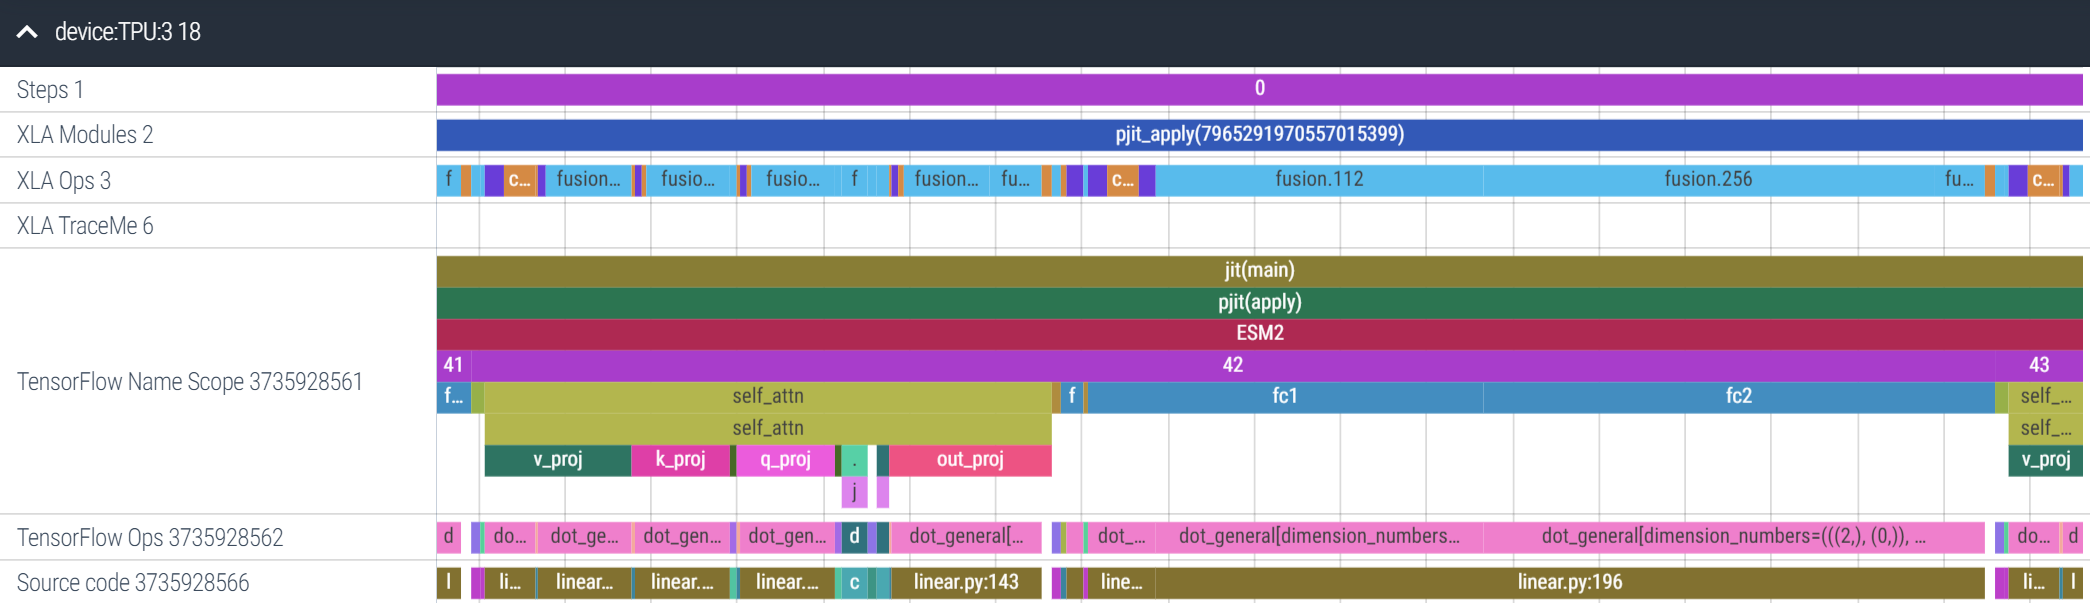 device:TPU:3 18
Steps 1
0
XLA Modules 2
pjit_apply(7965291970557015399)
XLA Ops 3
f c... fusion... fusio... fusio... f fusion... fu... c... fusion.112 fusion.256 fu... c...
XLA TraceMe 6
TensorFlow Name Scope 3735928561
jit(main)
pjit(apply)
ESM2
41 42 43
f... self_attn f fc1 fc2 self_...
self_attn self_...
v_proj k_proj q_proj . out_proj v_proj
j
TensorFlow Ops 3735928562
d do... dot_ge... dot_gen... dot_gen... d dot_general[... dot_... dot_general[dimension_numbers... dot_general[dimension_numbers=(((2,), (0,)), ... do... d
Source code 3735928566
l li... linear... linear.... linear.... c linear.py:143 line... linear.py:196 li... l